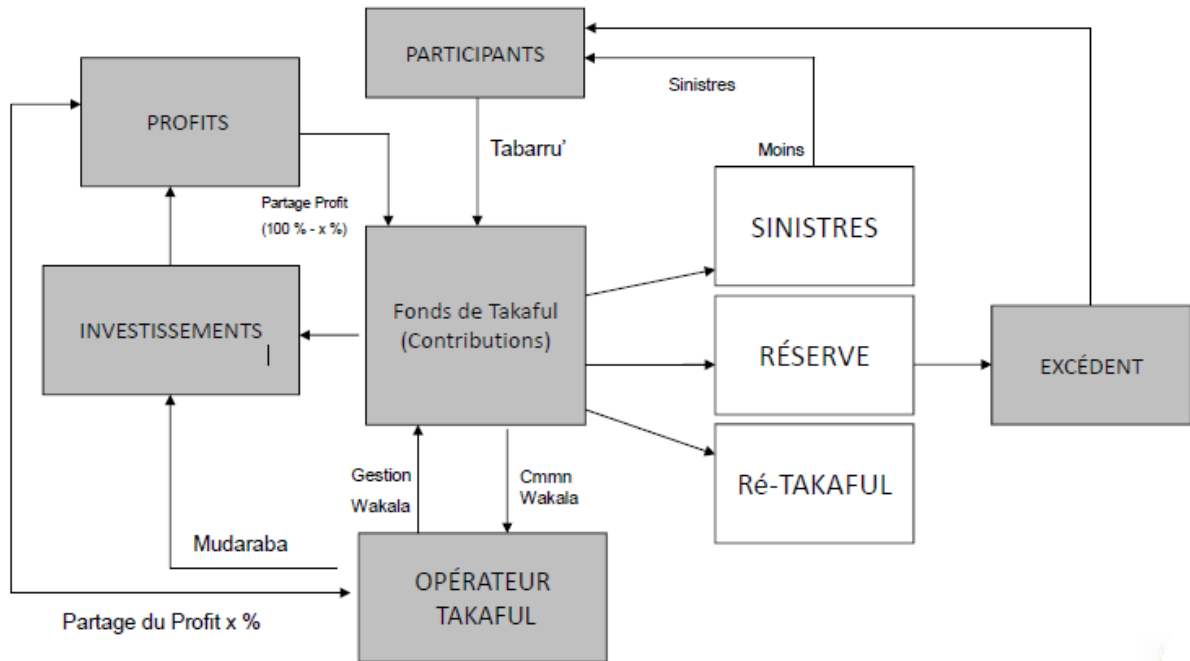 PARTICIPANTS
Sinistres
PROFITS
Tabarru’
Moins
Partage Profit
(100 % - x %)
SINISTRES
Fonds de Takaful
(Contributions)
INVESTISSEMENTS
RÉSERVE
EXCÉDENT
Ré-TAKAFUL
Gestion
Wakala
Cmmn
Wakala
Mudaraba
OPÉRATEUR
TAKAFUL
Partage du Profit x %